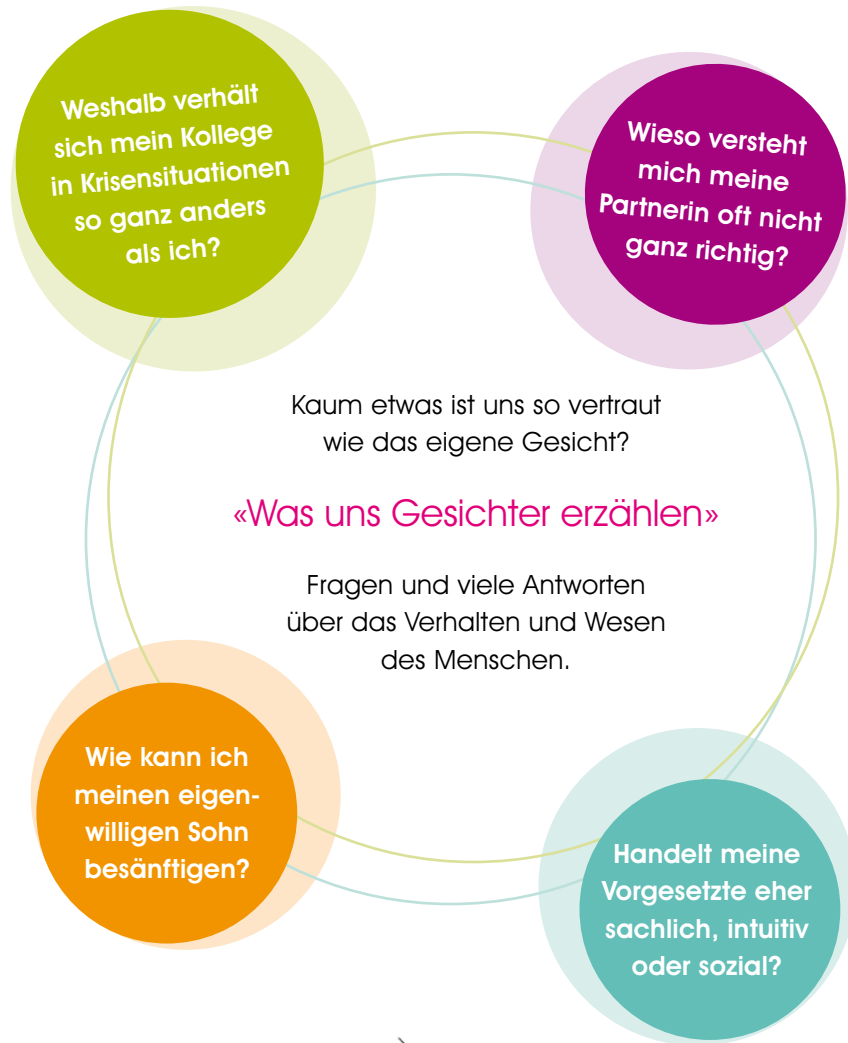 Weshalb verhält
sich mein Kollege
in Krisensituationen
so ganz anders
als ich?
Wieso versteht
mich meine
Partnerin oft nicht
ganz richtig?
Kaum etwas ist uns so vertraut
wie das eigene Gesicht?
«Was uns Gesichter erzählen»
Fragen und viele Antworten
über das Verhalten und Wesen
des Menschen.
Wie kann ich
meinen eigen-
willigen Sohn
besänftigen?
Handelt meine
Vorgesetzte eher
sachlich, intuitiv
oder sozial?